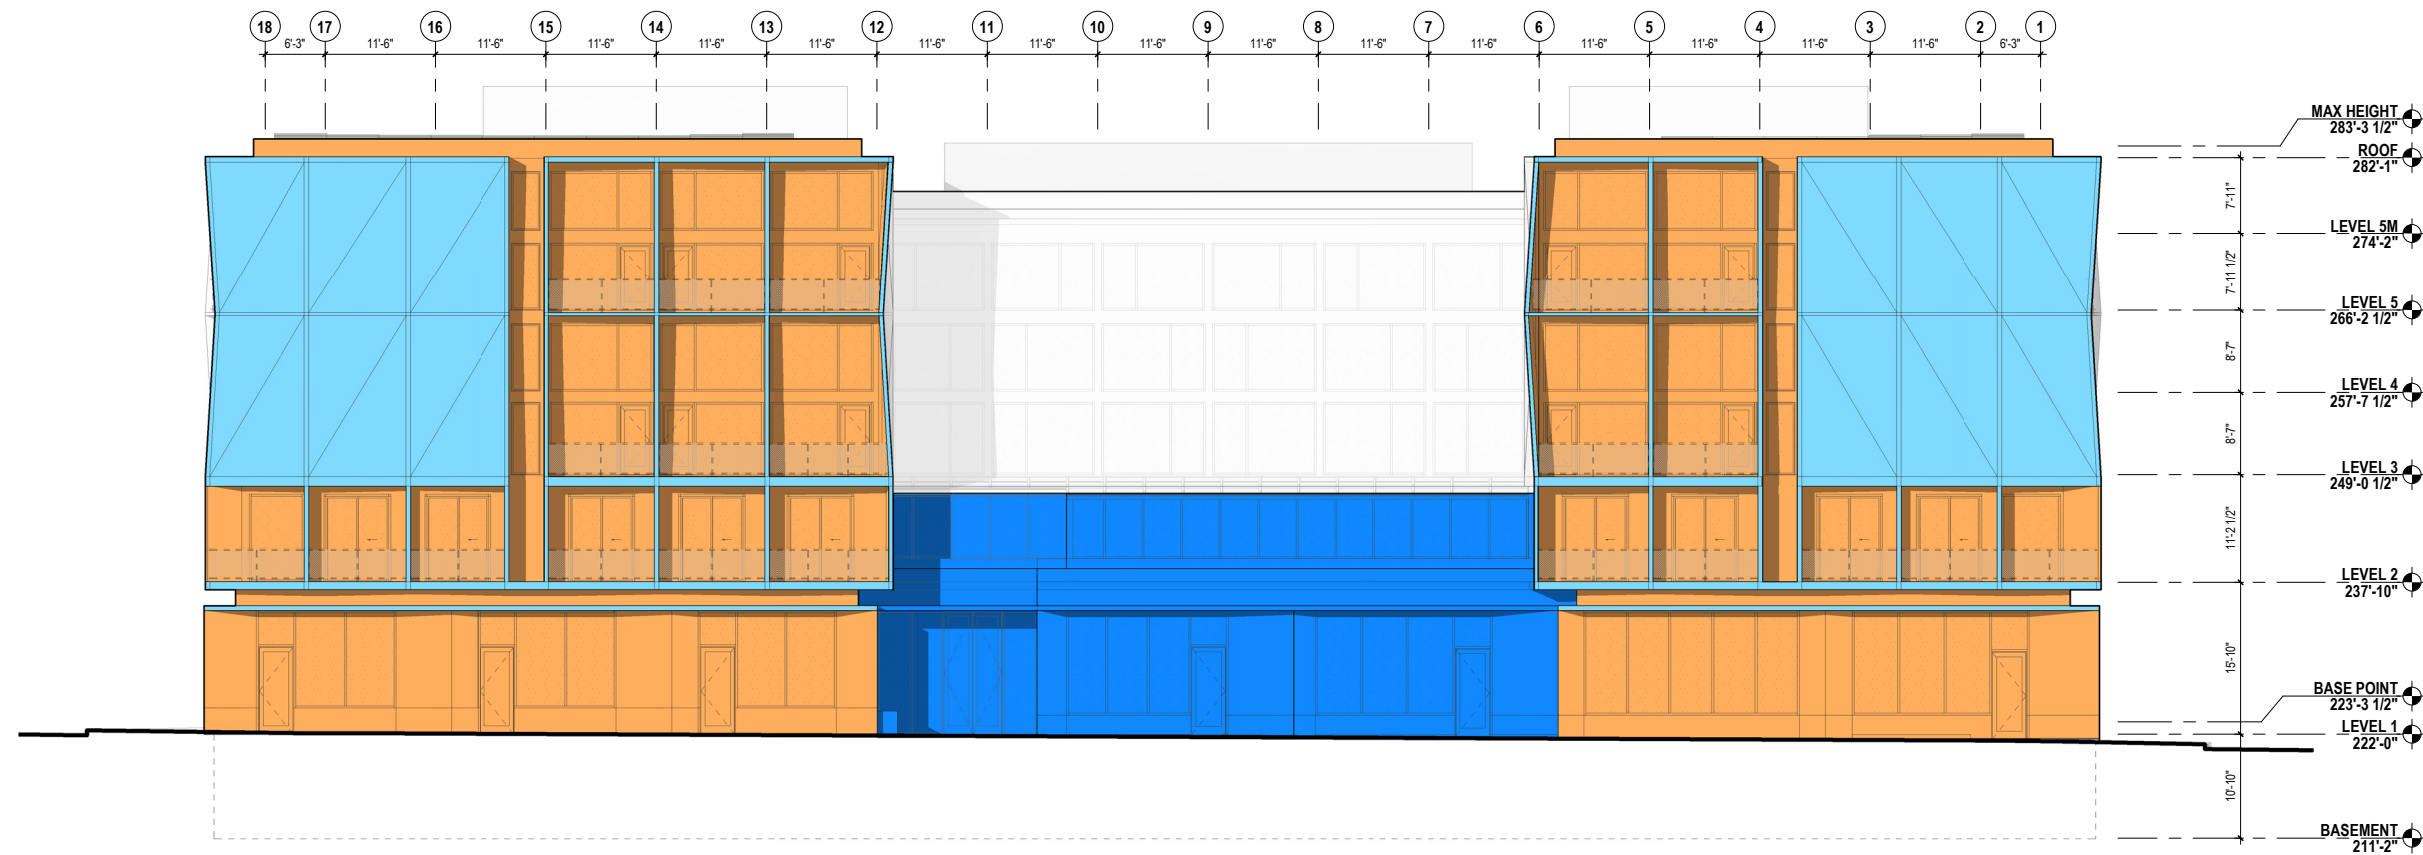 18 17 16 15 14 13 12 11 10 9 8 7 6 5 4 3 2 1
6'-3" 11'-6" 11'-6" 11'-6" 11'-6" 11'-6" 11'-6" 11'-6" 11'-6" 11'-6" 11'-6" 11'-6" 11'-6" 11'-6" 11'-6" 11'-6" 6'-3"
MAX HEIGHT
283'-3 1/2"
ROOF
282'-1"
7'-11"
LEVEL 5M
274'-2"
7'-11 1/2"
LEVEL 5
266'-2 1/2"
8'-7"
LEVEL 4
257'-7 1/2"
8'-7"
LEVEL 3
249'-0 1/2"
11'-2 1/2"
LEVEL 2
237'-10"
15'-10"
BASE POINT
223'-3 1/2"
LEVEL 1
222'-0"
10'-10"
BASEMENT
211'-2"